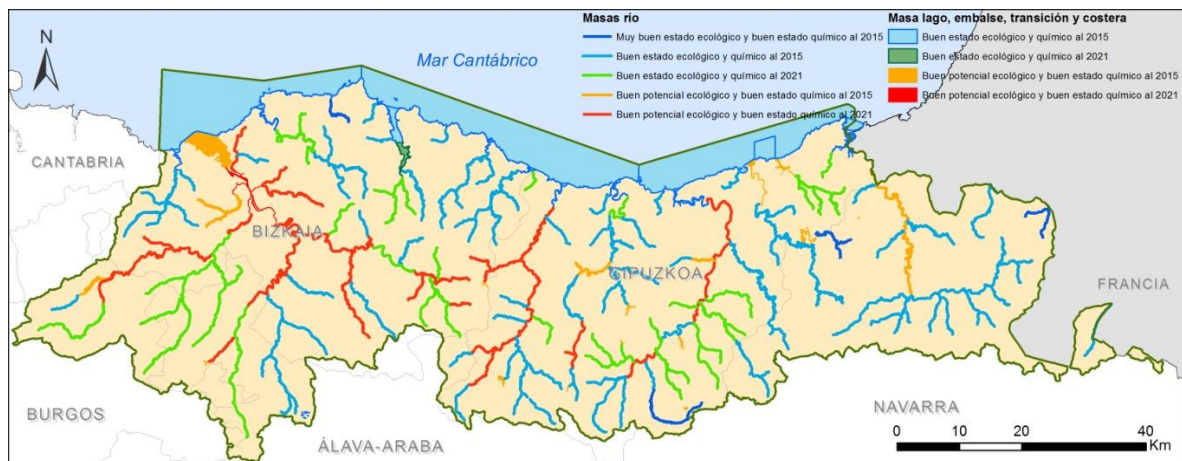 N
Mar Cantábrico
Masas río
Muy buen estado ecológico y buen estado químico al 2015
Buen estado ecológico y químico al 2015
Buen estado ecológico y químico al 2021
Buen potencial ecológico y buen estado químico al 2015
Buen potencial ecológico y buen estado químico al 2021
Masa lago, embalse, transición y costera
Buen estado ecológico y químico al 2015
Buen estado ecológico y químico al 2021
Buen potencial ecológico y buen estado químico al 2015
Buen potencial ecológico y buen estado químico al 2021
CANTABRIA
BIZKAIA
GIPUZKOA
FRANCIA
BURGOS
ÁLAVA-ARABA
NAVARRA
0 10 20 40
Km